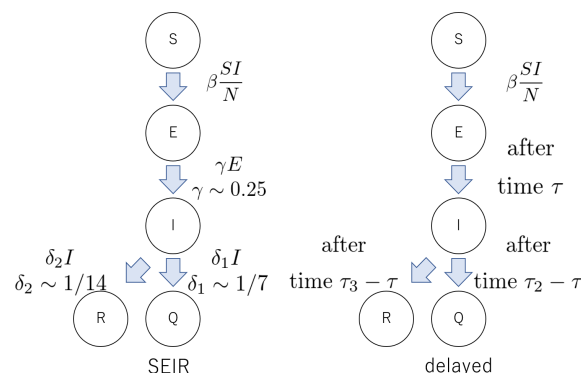 S
β SI/N
E
γE
γ ∼ 0.25
I
δ₂I
δ₂ ∼ 1/14
δ₁I
δ₁ ∼ 1/7
R
Q
SEIR
S
β SI/N
E
after
time τ
I
after
time τ₃ − τ
after
time τ₂ − τ
R
Q
delayed